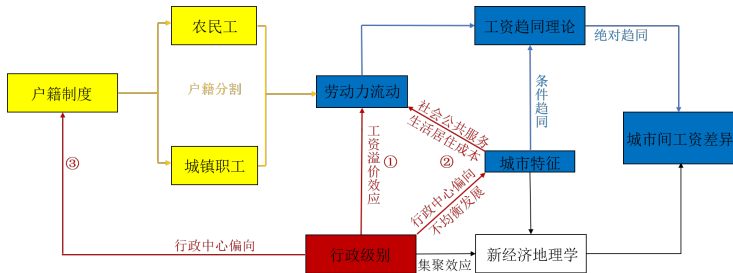 农民工
工资趋同理论
绝对趋同
户籍制度
户籍分割
劳动力流动
条件趋同
社会公共服务
生活居住成本
城市间工资差异
③
工资溢价效应
①
②
城镇职工
城市特征
行政中心偏向
不均衡发展
行政中心偏向
行政级别
集聚效应
新经济地理学